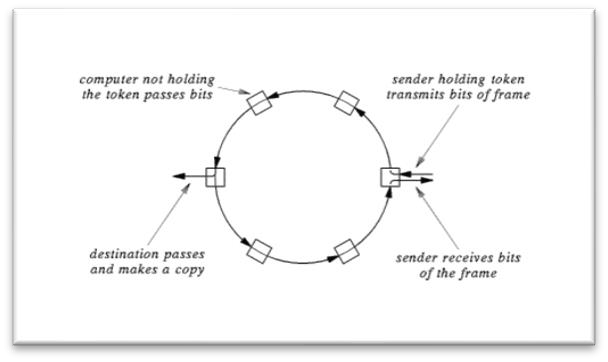 computer not holding
the token passes bits
sender holding token
transmits bits of frame
destination passes
and makes a copy
sender receives bits
of the frame